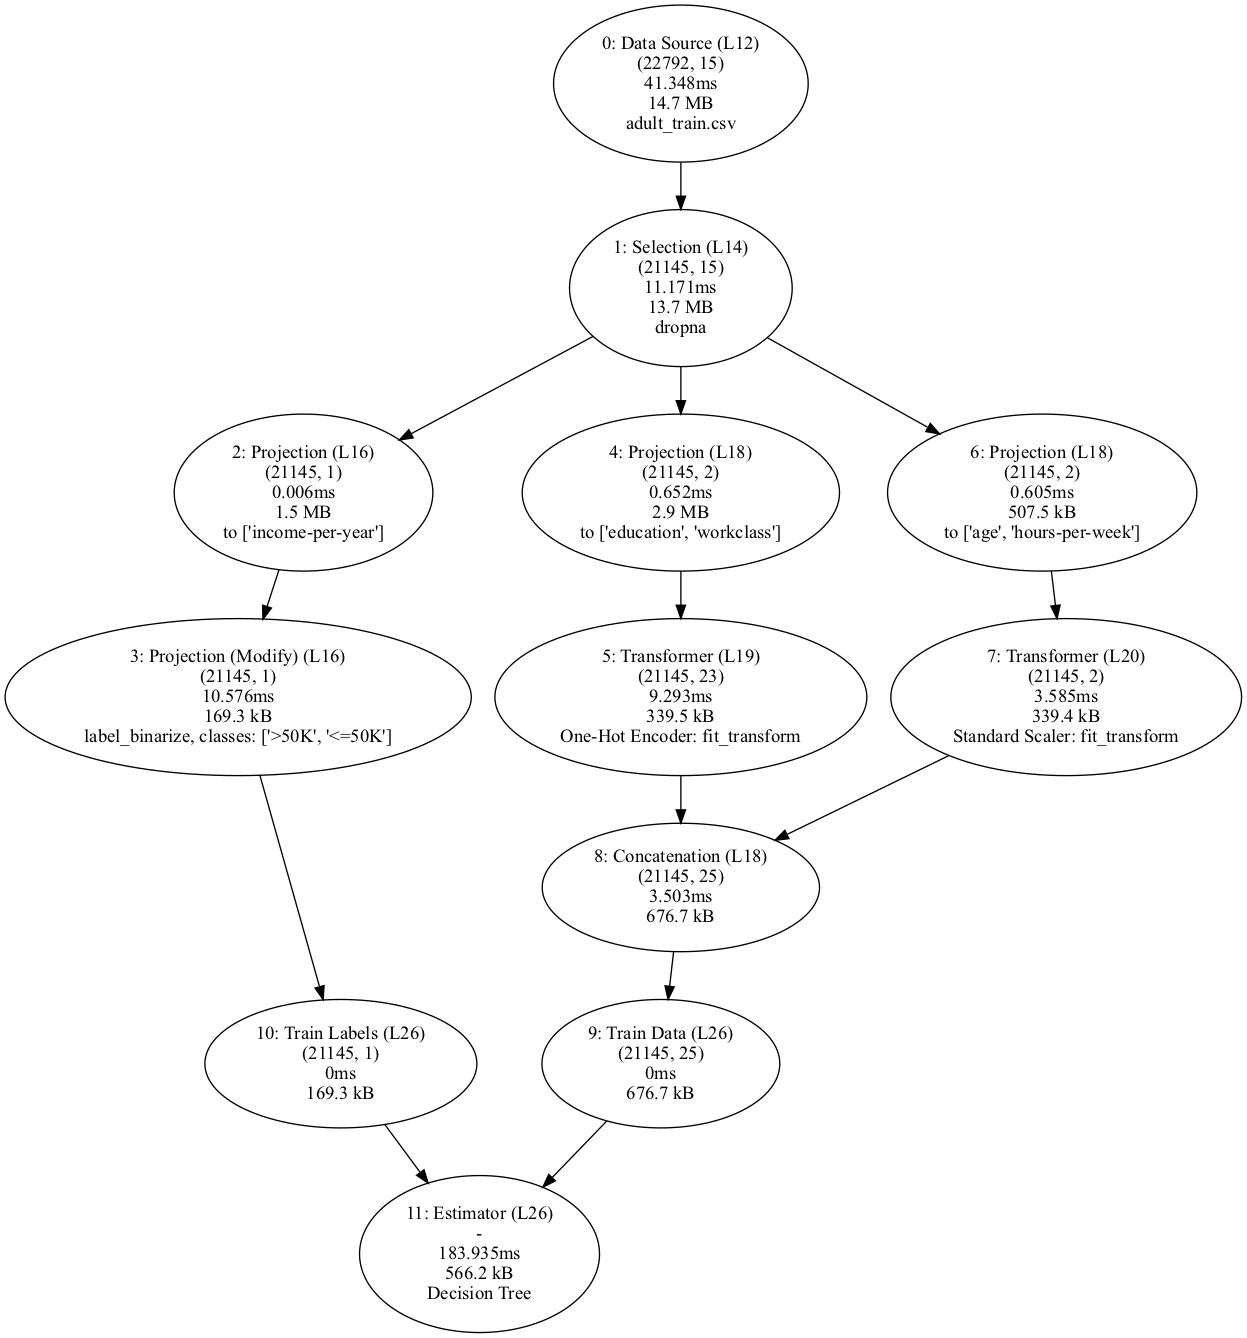 0: Data Source (L12)
(22792, 15)
41.348ms
14.7 MB
adult_train.csv
1: Selection (L14)
(21145, 15)
11.171ms
13.7 MB
dropna
2: Projection (L16)
(21145, 1)
0.006ms
1.5 MB
to ['income-per-year']
4: Projection (L18)
(21145, 2)
0.652ms
2.9 MB
to ['education', 'workclass']
6: Projection (L18)
(21145, 2)
0.605ms
507.5 kB
to ['age', 'hours-per-week']
3: Projection (Modify) (L16)
(21145, 1)
10.576ms
169.3 kB
label_binarize, classes: ['>50K', '<=50K']
5: Transformer (L19)
(21145, 23)
9.293ms
339.5 kB
One-Hot Encoder: fit_transform
7: Transformer (L20)
(21145, 2)
3.585ms
339.4 kB
Standard Scaler: fit_transform
8: Concatenation (L18)
(21145, 25)
3.503ms
676.7 kB
10: Train Labels (L26)
(21145, 1)
0ms
169.3 kB
9: Train Data (L26)
(21145, 25)
0ms
676.7 kB
11: Estimator (L26)
-
183.935ms
566.2 kB
Decision Tree